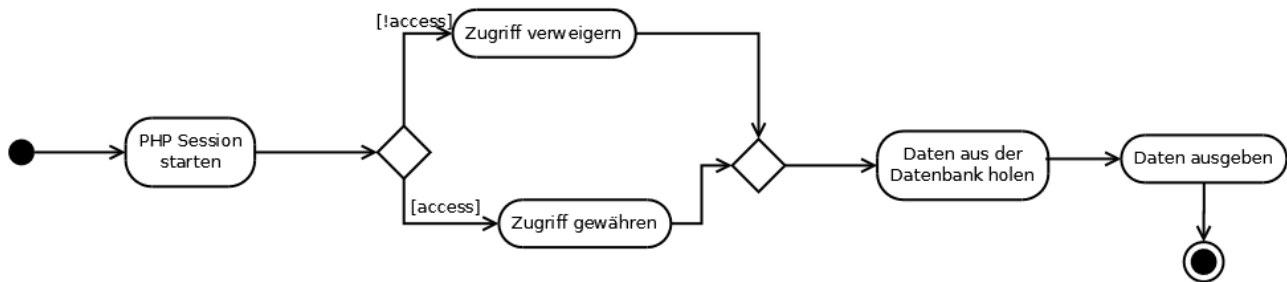 [!access]
Zugriff verweigern
PHP Session
starten
[access]
Zugriff gewähren
Daten aus der
Datenbank holen
Daten ausgeben